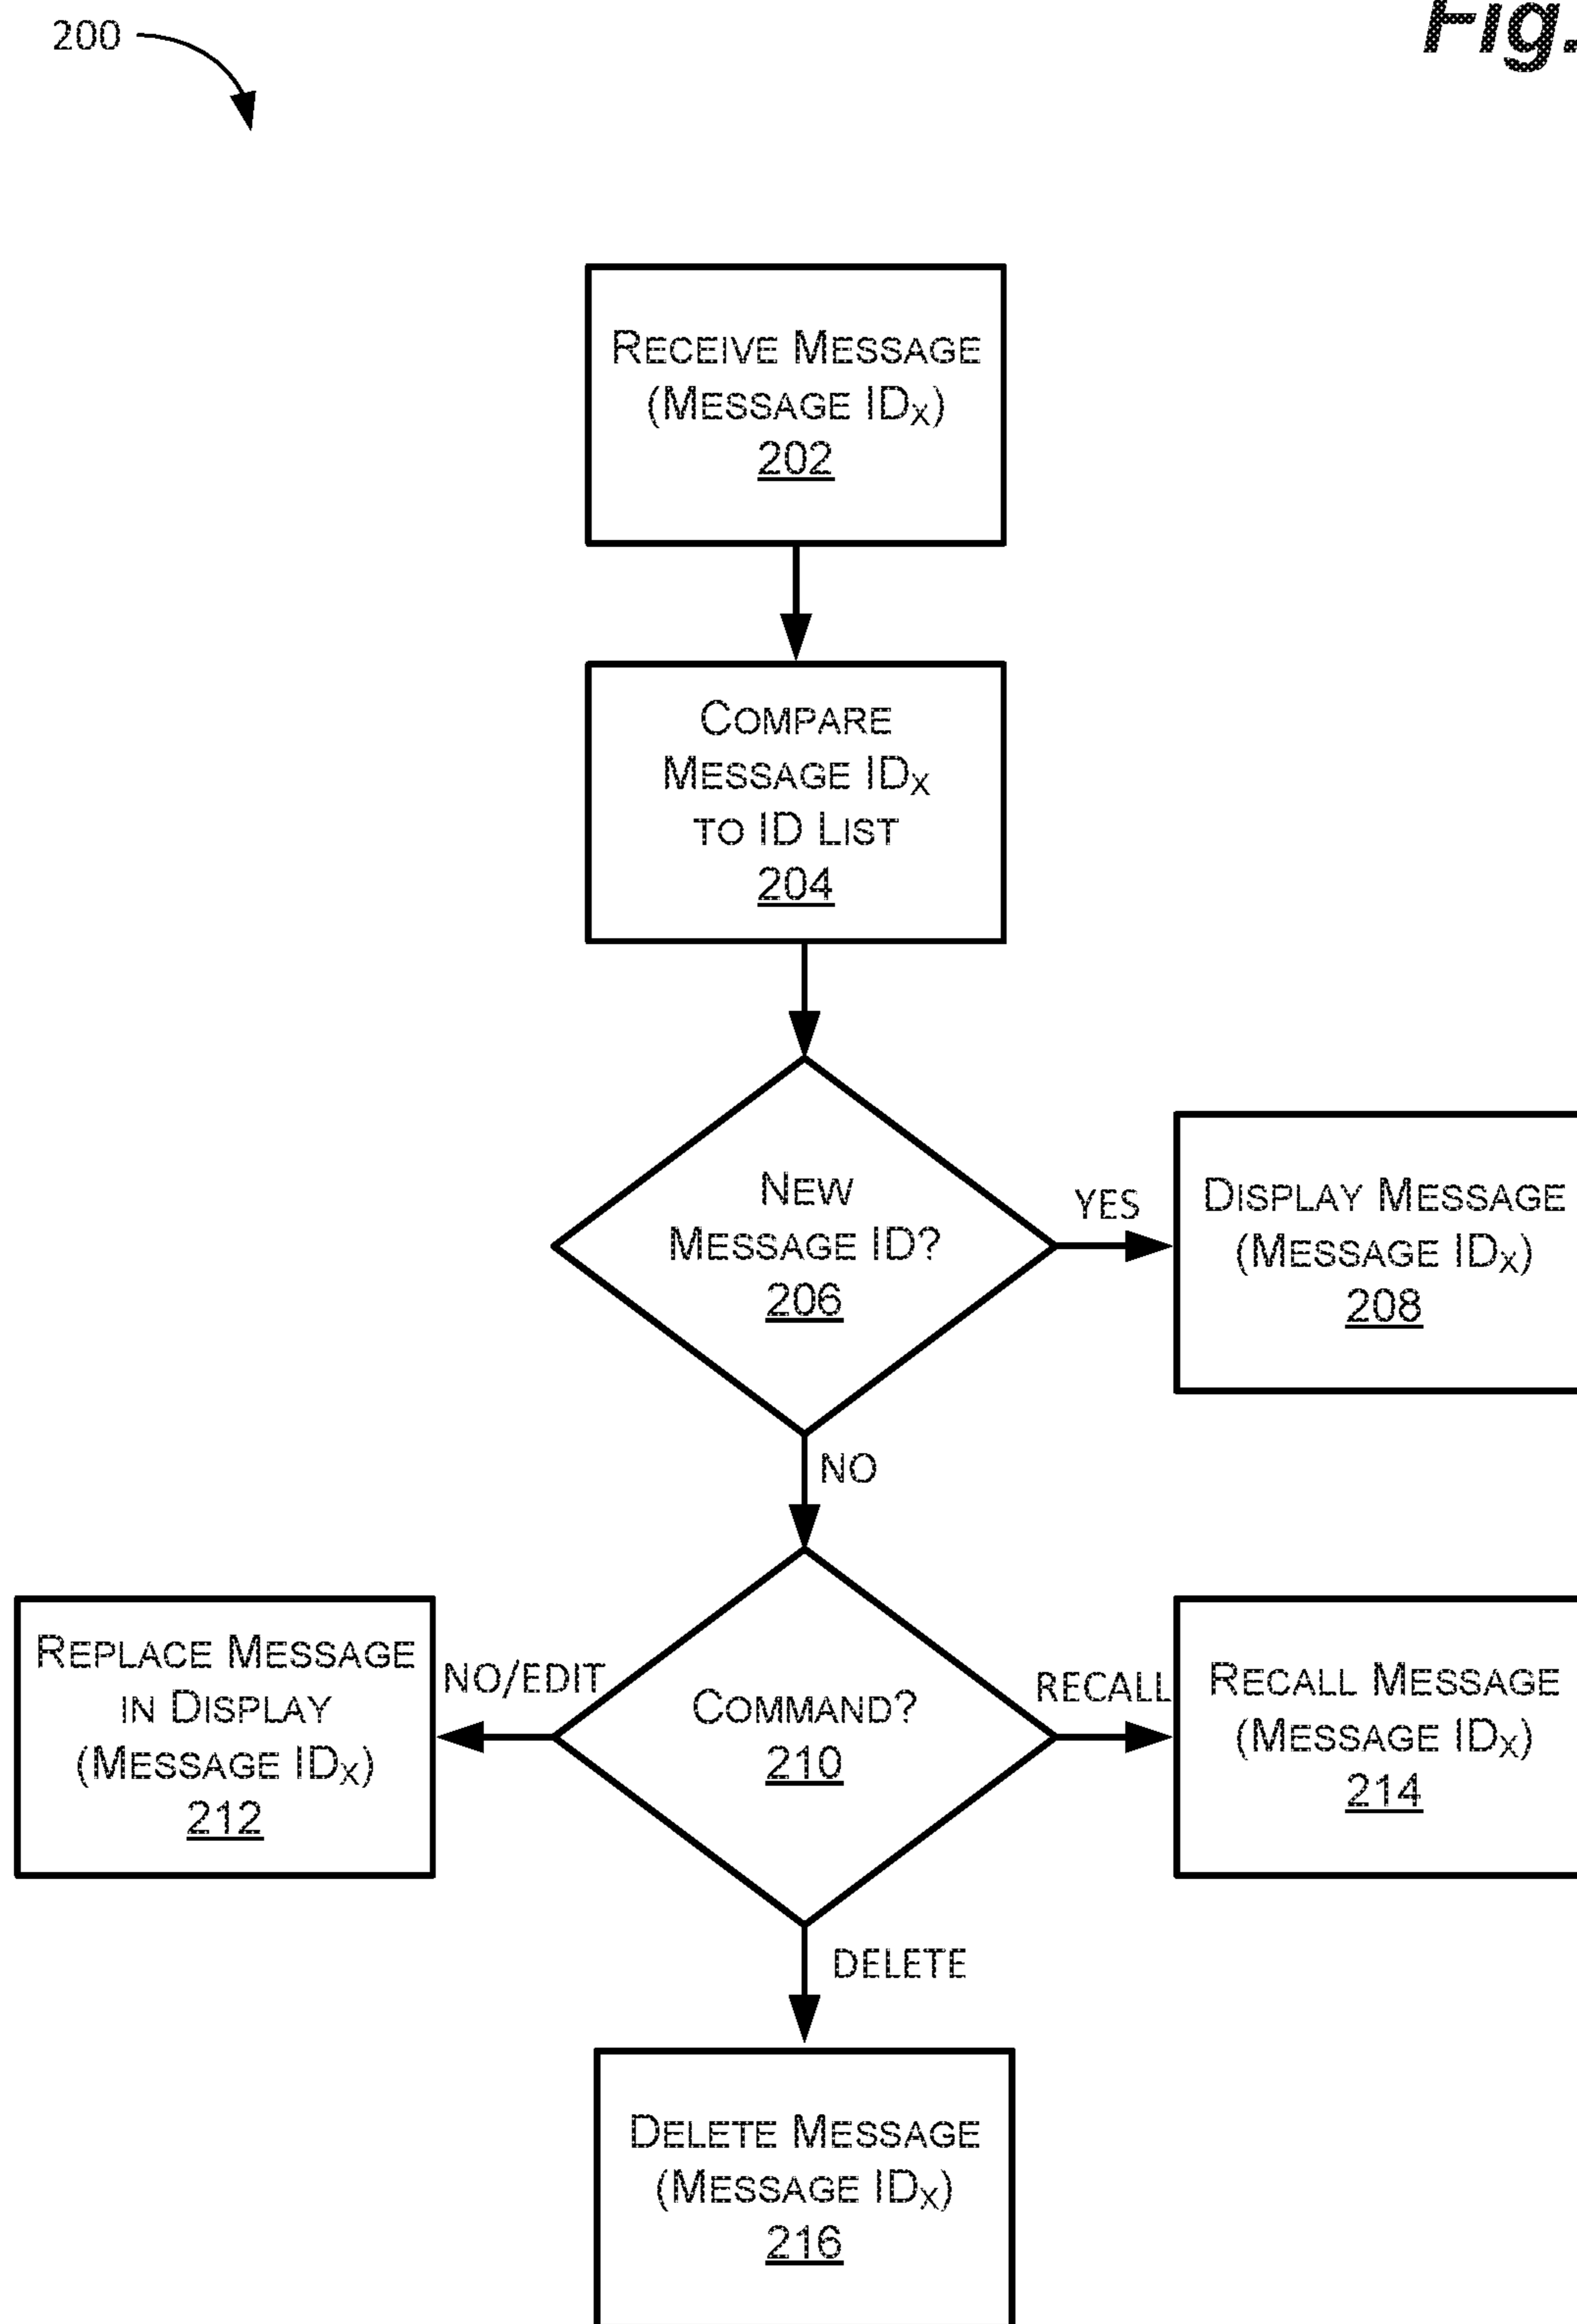 200
Fig.
RECEIVE MESSAGE
(MESSAGE IDX)
202
COMPARE
MESSAGE IDX
TO ID LIST
204
NEW
MESSAGE ID?
206
YES
DISPLAY MESSAGE
(MESSAGE IDX)
208
NO
REPLACE MESSAGE
IN DISPLAY
(MESSAGE IDX)
212
NO/EDIT
COMMAND?
210
RECALL
RECALL MESSAGE
(MESSAGE IDX)
214
DELETE
DELETE MESSAGE
(MESSAGE IDX)
216